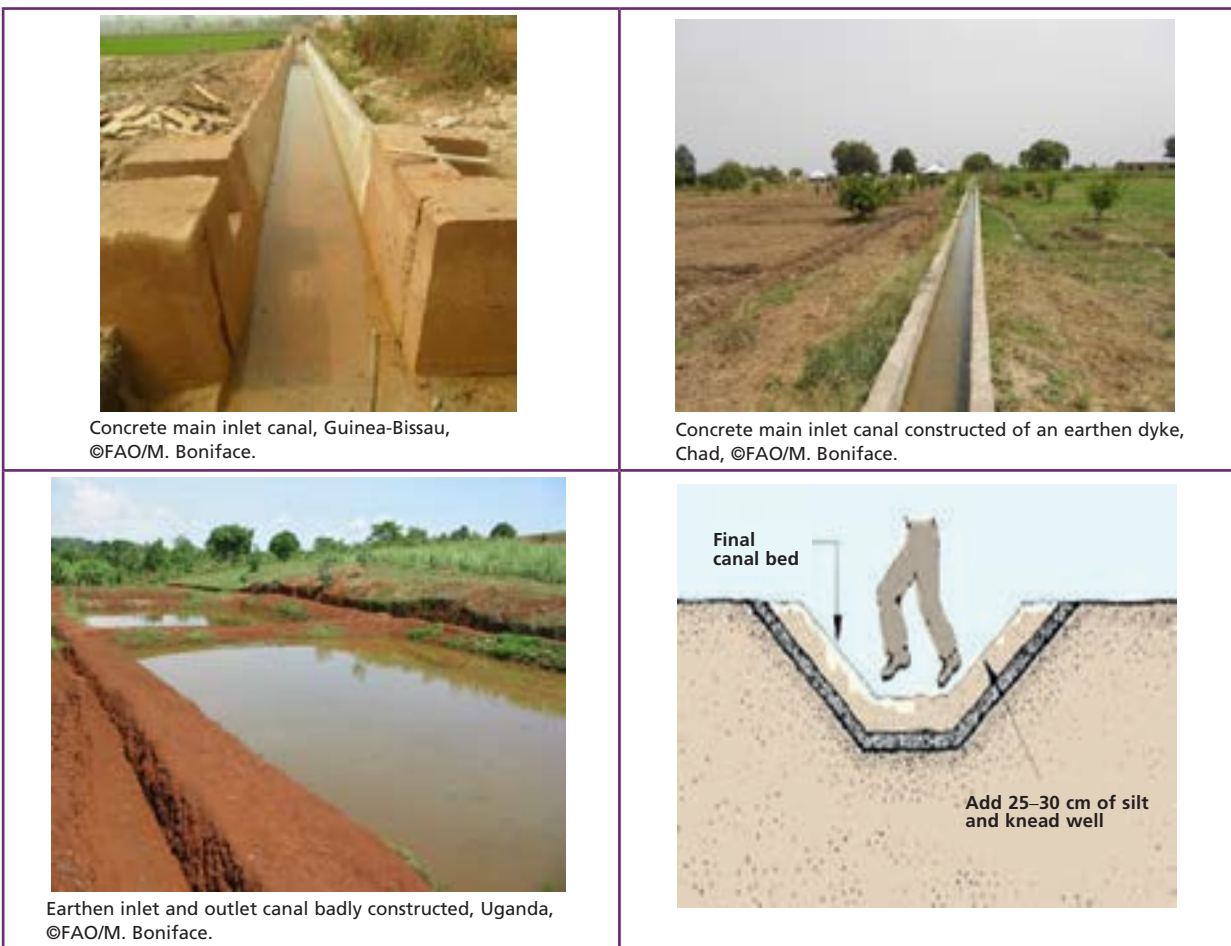 Concrete main inlet canal, Guinea-Bissau,
©FAO/M. Boniface.
Concrete main inlet canal constructed of an earthen dyke,
Chad, ©FAO/M. Boniface.
Earthen inlet and outlet canal badly constructed, Uganda,
©FAO/M. Boniface.
Final
canal bed
Add 25–30 cm of silt
and knead well